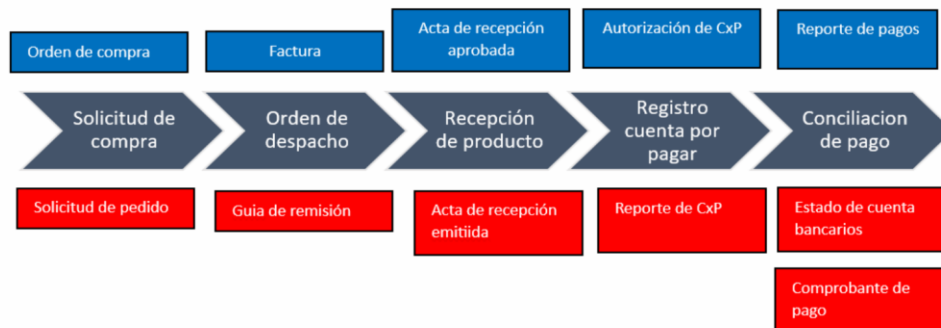 Orden de compra
Factura
Acta de recepción
aprobada
Autorización de CxP
Reporte de pagos
Solicitud de
compra
Orden de
despacho
Recepción
de producto
Registro
cuenta por
pagar
Conciliacion
de pago
Solicitud de pedido
Guia de remisión
Acta de recepción
emitiida
Reporte de CxP
Estado de cuenta
bancarios
Comprobante de
pago